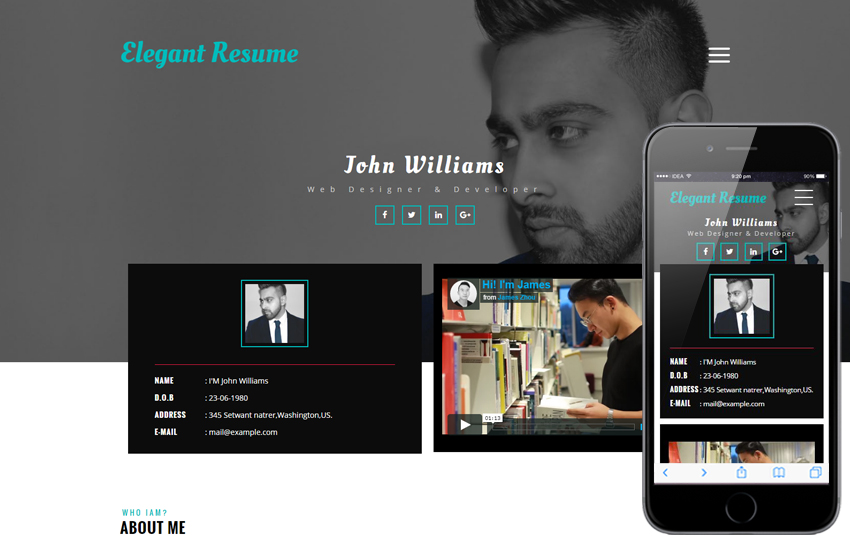 Elegant Resume
John Williams
Web Designer & Developer
Hi! I'm James
from James Zhou
01:13
NAME : I'M John Williams
D.O.B : 23-06-1980
ADDRESS : 345 Setwant natrer,Washington,US.
E-MAIL : mail@example.com
WHO IAM?
ABOUT ME
IDEA 9:20 pm 90%
Elegant Resume
John Williams
Web Designer & Developer
NAME : I'M John Williams
D.O.B : 23-06-1980
ADDRESS : 345 Setwant natrer,Washington,US.
E-MAIL : mail@example.com